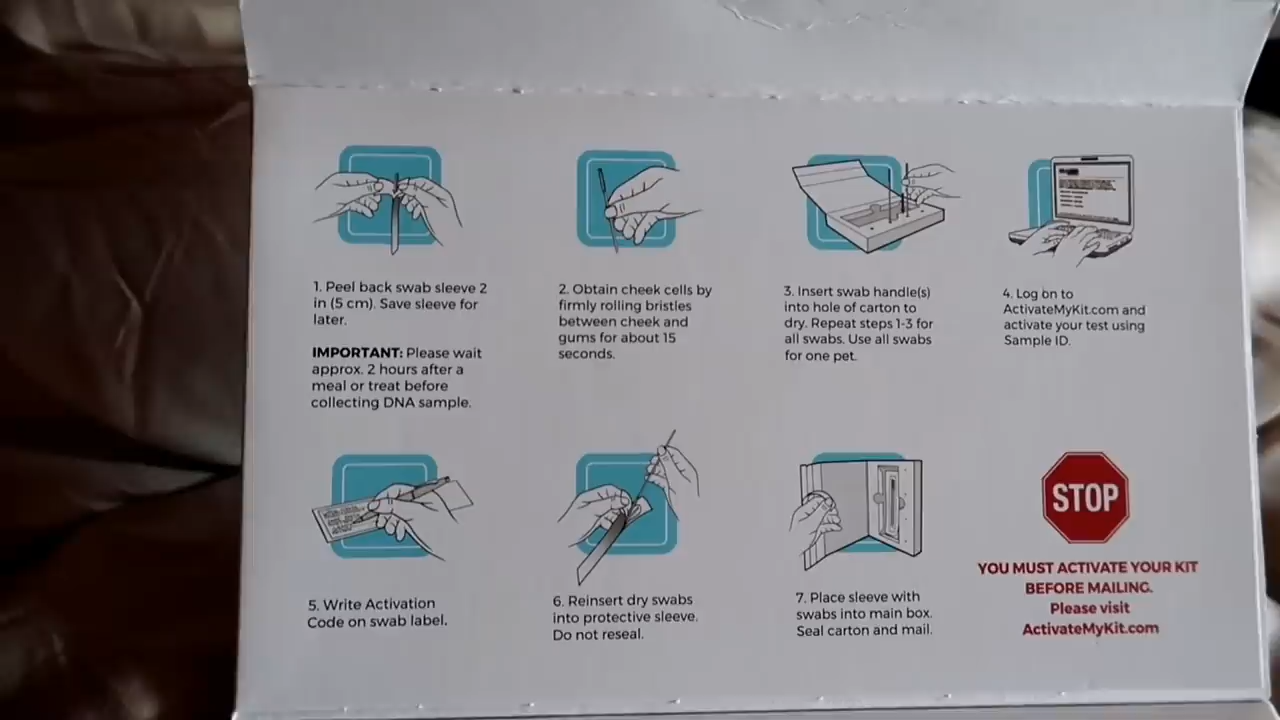 1. Peel back swab sleeve 2
in (5 cm). Save sleeve for
later.
IMPORTANT: Please wait
approx. 2 hours after a
meal or treat before
collecting DNA sample.
2. Obtain cheek cells by
firmly rolling bristles
between cheek and
gums for about 15
seconds.
3. Insert swab handle(s)
into hole of carton to
dry. Repeat steps 1-3 for
all swabs. Use all swabs
for one pet.
4. Log on to
ActivateMyKit.com and
activate your test using
Sample ID.
5. Write Activation
Code on swab label.
6. Reinsert dry swabs
into protective sleeve.
Do not reseal.
7. Place sleeve with
swabs into main box.
Seal carton and mail.
STOP
YOU MUST ACTIVATE YOUR KIT
BEFORE MAILING.
Please visit
ActivateMyKit.com